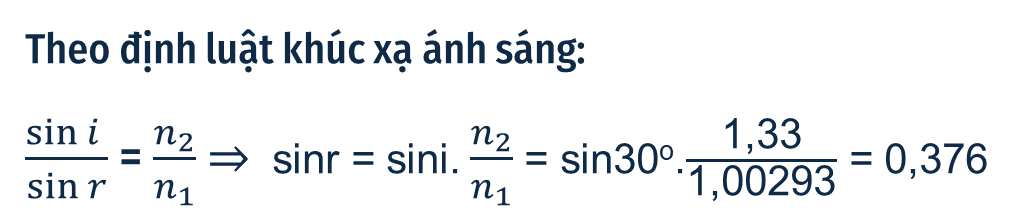 Theo định luật khúc xạ ánh sáng:
sin i / sin r = n₂ / n₁ ⇒ sinr = sini. n₂ / n₁ = sin30º. 1,33 / 1,00293 = 0,376